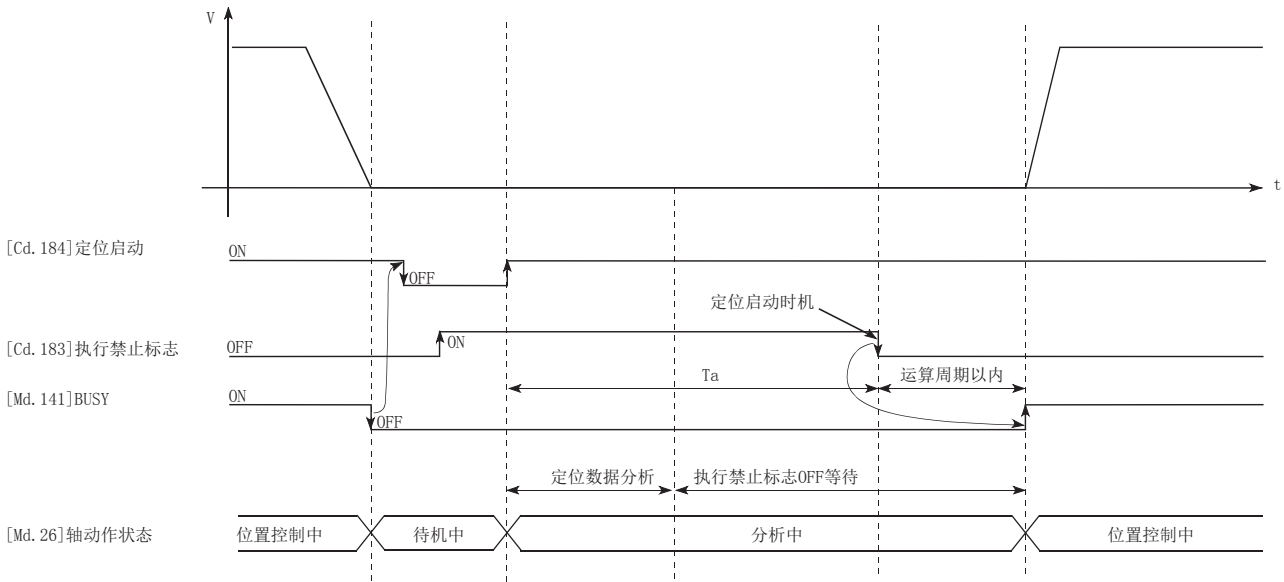 V
t
[Cd.184]定位启动
ON
OFF
定位启动时机
[Cd.183]执行禁止标志
OFF
ON
Ta
运算周期以内
[Md.141]BUSY
ON
OFF
定位数据分析
执行禁止标志OFF等待
[Md.26]轴动作状态
位置控制中
待机中
分析中
位置控制中